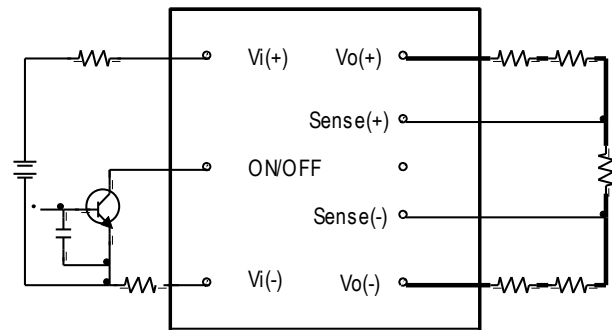 Vi(+) Vo(+)
Sense(+)
ON/OFF
Sense(-)
Vi(-) Vo(-)